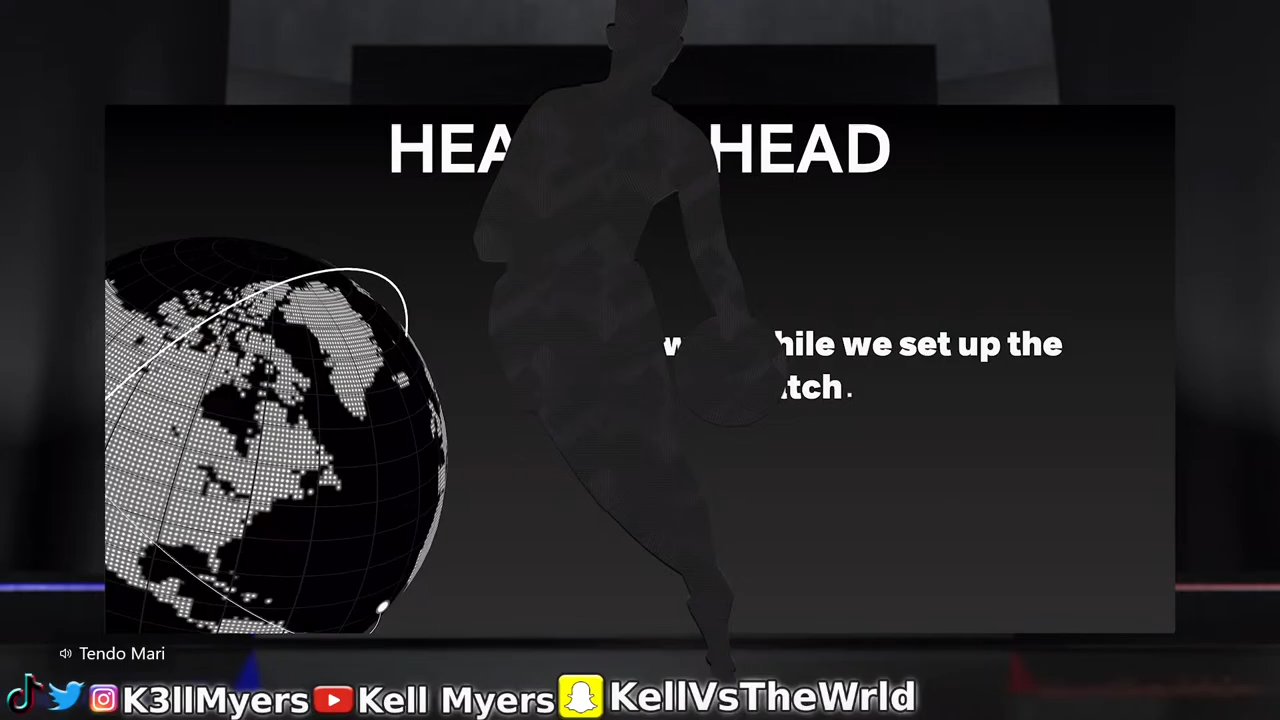 HEA HEAD
w hile we set up the
tch.
Tendo Mari
K3llMyers Kell Myers KellVsTheWrld